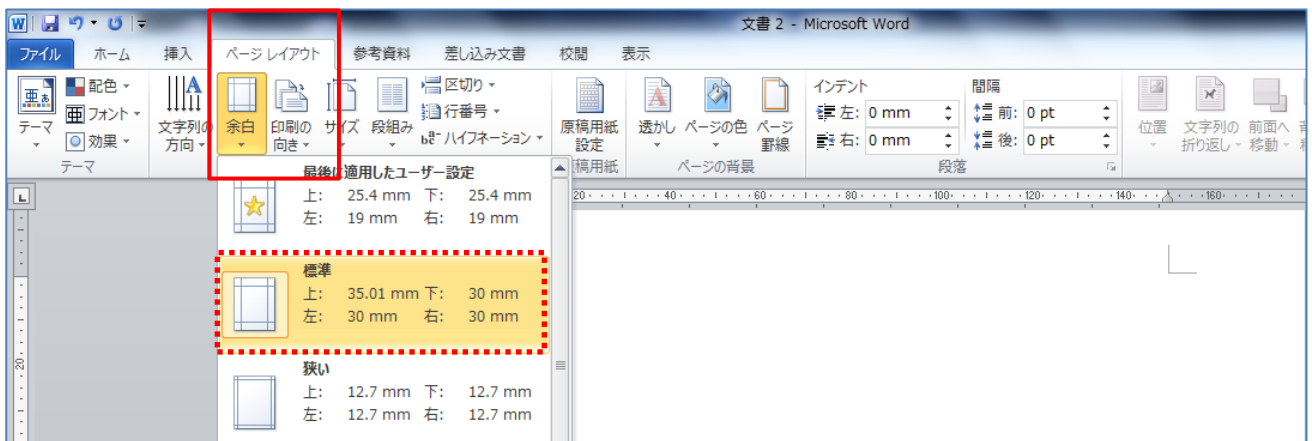 文書 2 - Microsoft Word
ファイル ホーム 挿入 ページ レイアウト 参考資料 差し込み文書 校閲 表示
亜あ 配色
亜 フォント
効果
テーマ
テーマ
文字列の
方向
余白
印刷の
向き
サイズ
段組み
区切り
行番号
bc ハイフネーション
原稿用紙
設定
原稿用紙
透かし
ページの色
ページ
罫線
ページの背景
インデント
左: 0 mm
右: 0 mm
間隔
前: 0 pt
後: 0 pt
段落
位置
文字列の
折り返し
前面へ
移動
最後に適用したユーザー設定
上: 25.4 mm 下: 25.4 mm
左: 19 mm 右: 19 mm
標準
上: 35.01 mm 下: 30 mm
左: 30 mm 右: 30 mm
狭い
上: 12.7 mm 下: 12.7 mm
左: 12.7 mm 右: 12.7 mm
20 40 60 80 100 120 140 160
20